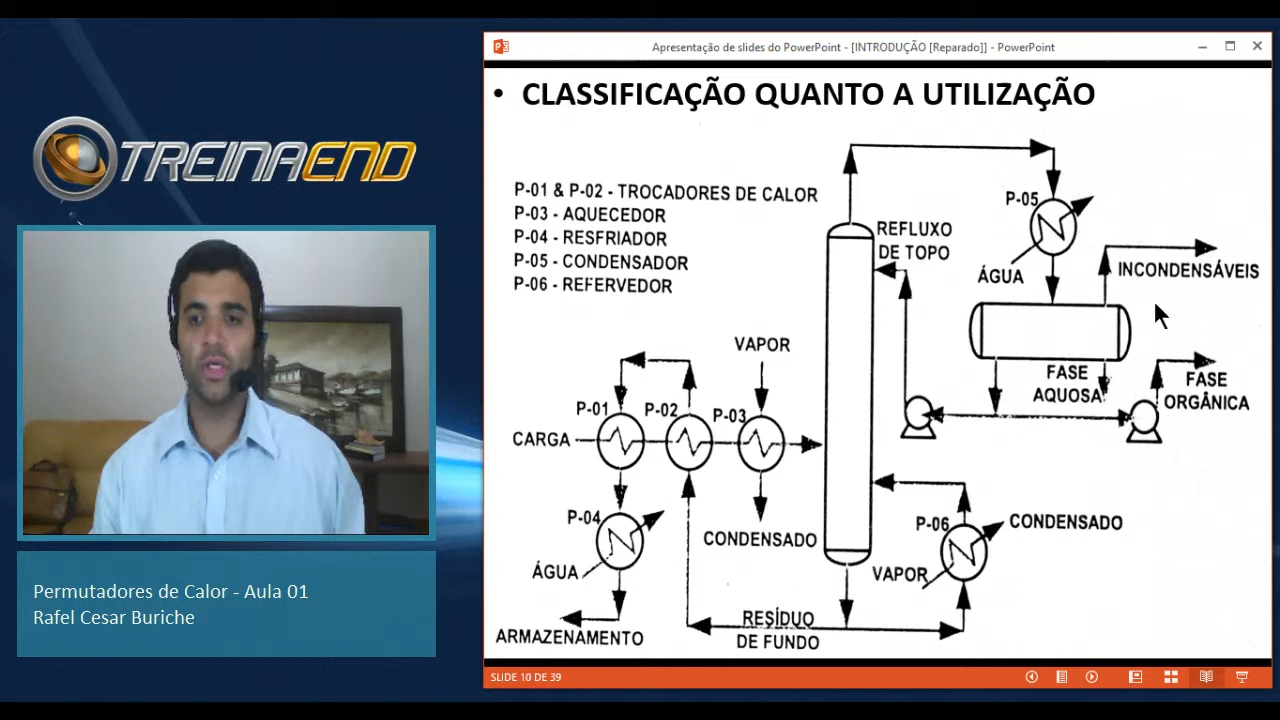 TREINAEND
Permutadores de Calor - Aula 01
Rafel Cesar Buriche
Apresentação de slides do PowerPoint - [INTRODUÇÃO [Reparado]] - PowerPoint
• CLASSIFICAÇÃO QUANTO A UTILIZAÇÃO
P-01 & P-02 - TROCADORES DE CALOR
P-03 - AQUECEDOR
P-04 - RESFRIADOR
P-05 - CONDENSADOR
P-06 - REFERVEDOR
P-05
REFLUXO
DE TOPO
ÁGUA
INCONDENSÁVEIS
VAPOR
FASE
AQUOSA
FASE
ORGÂNICA
P-01
P-02
P-03
CARGA
P-04
CONDENSADO
P-06
CONDENSADO
ÁGUA
VAPOR
RESÍDUO
DE FUNDO
ARMAZENAMENTO
SLIDE 10 DE 39